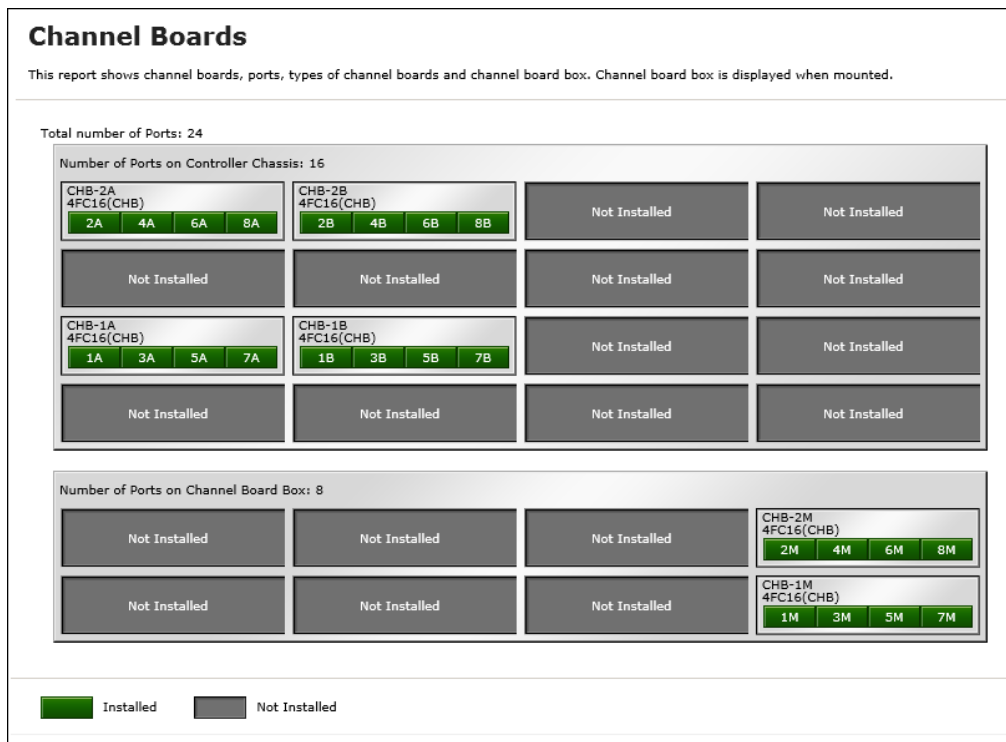 Channel Boards
This report shows channel boards, ports, types of channel boards and channel board box. Channel board box is displayed when mounted.
Total number of Ports: 24
Number of Ports on Controller Chassis: 16
CHB-2A
4FC16(CHB)
2A 4A 6A 8A
CHB-2B
4FC16(CHB)
2B 4B 6B 8B
Not Installed
Not Installed
Not Installed
Not Installed
Not Installed
Not Installed
CHB-1A
4FC16(CHB)
1A 3A 5A 7A
CHB-1B
4FC16(CHB)
1B 3B 5B 7B
Not Installed
Not Installed
Not Installed
Not Installed
Not Installed
Not Installed
Number of Ports on Channel Board Box: 8
Not Installed
Not Installed
Not Installed
CHB-2M
4FC16(CHB)
2M 4M 6M 8M
Not Installed
Not Installed
Not Installed
CHB-1M
4FC16(CHB)
1M 3M 5M 7M
Installed
Not Installed